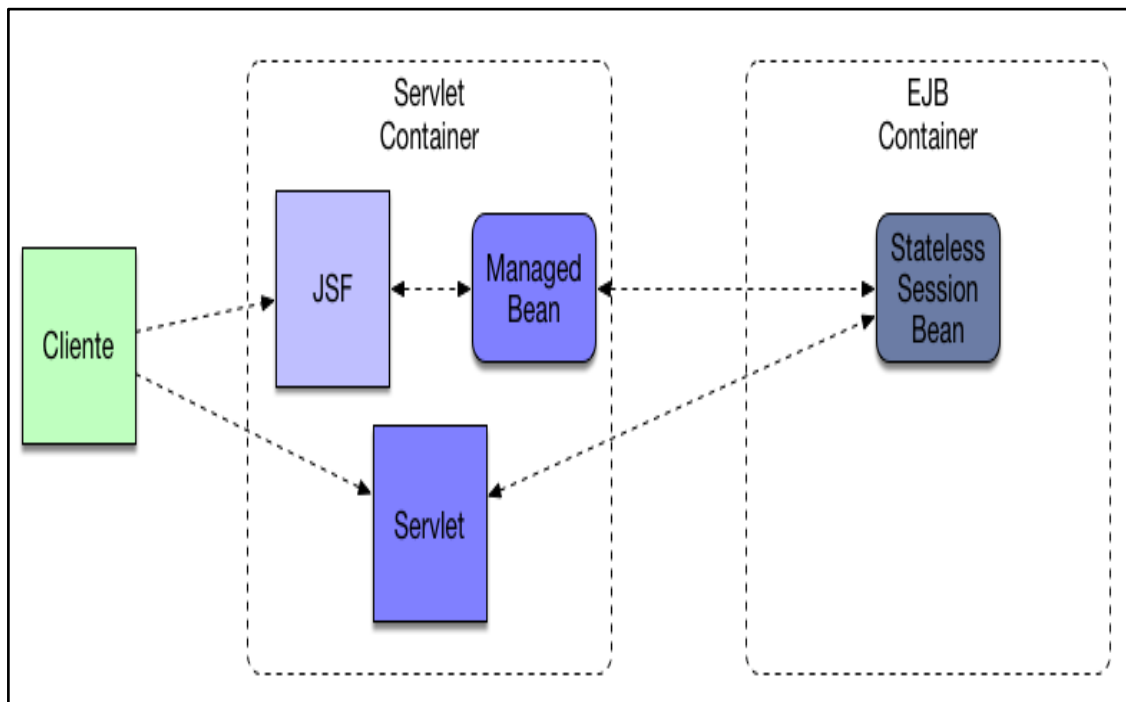 Servlet
Container
EJB
Container
Cliente
JSF
Managed
Bean
Stateless
Session
Bean
Servlet